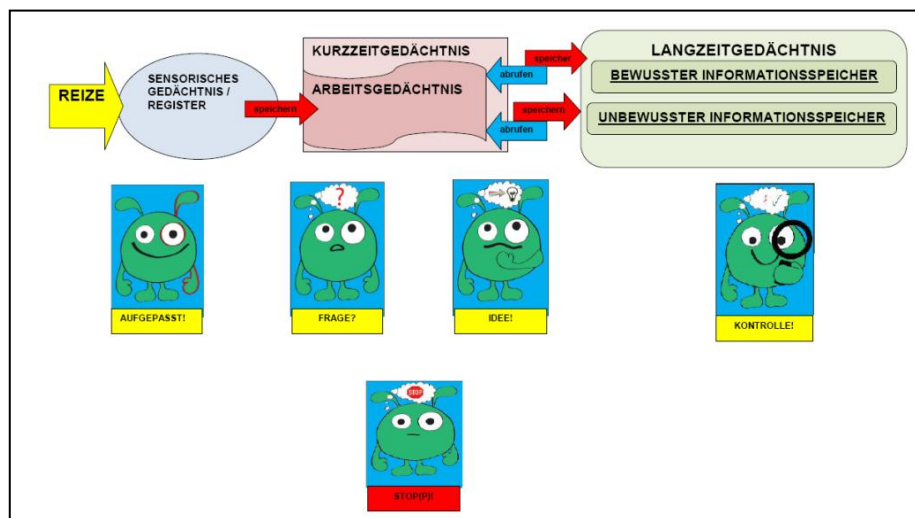 REIZE
SENSORISCHES
GEDÄCHTNIS /
REGISTER
speichern
KURZZEITGEDÄCHTNIS
ARBEITSGEDÄCHTNIS
speicher
abrufen
speichern
abrufen
LANGZEITGEDÄCHTNIS
BEWUSSTER INFORMATIONSSPEICHER
UNBEWUSSTER INFORMATIONSSPEICHER
?
AUFGEPASST!
FRAGE?
IDEE!
KONTROLLE!
STOP
STOP(P)!